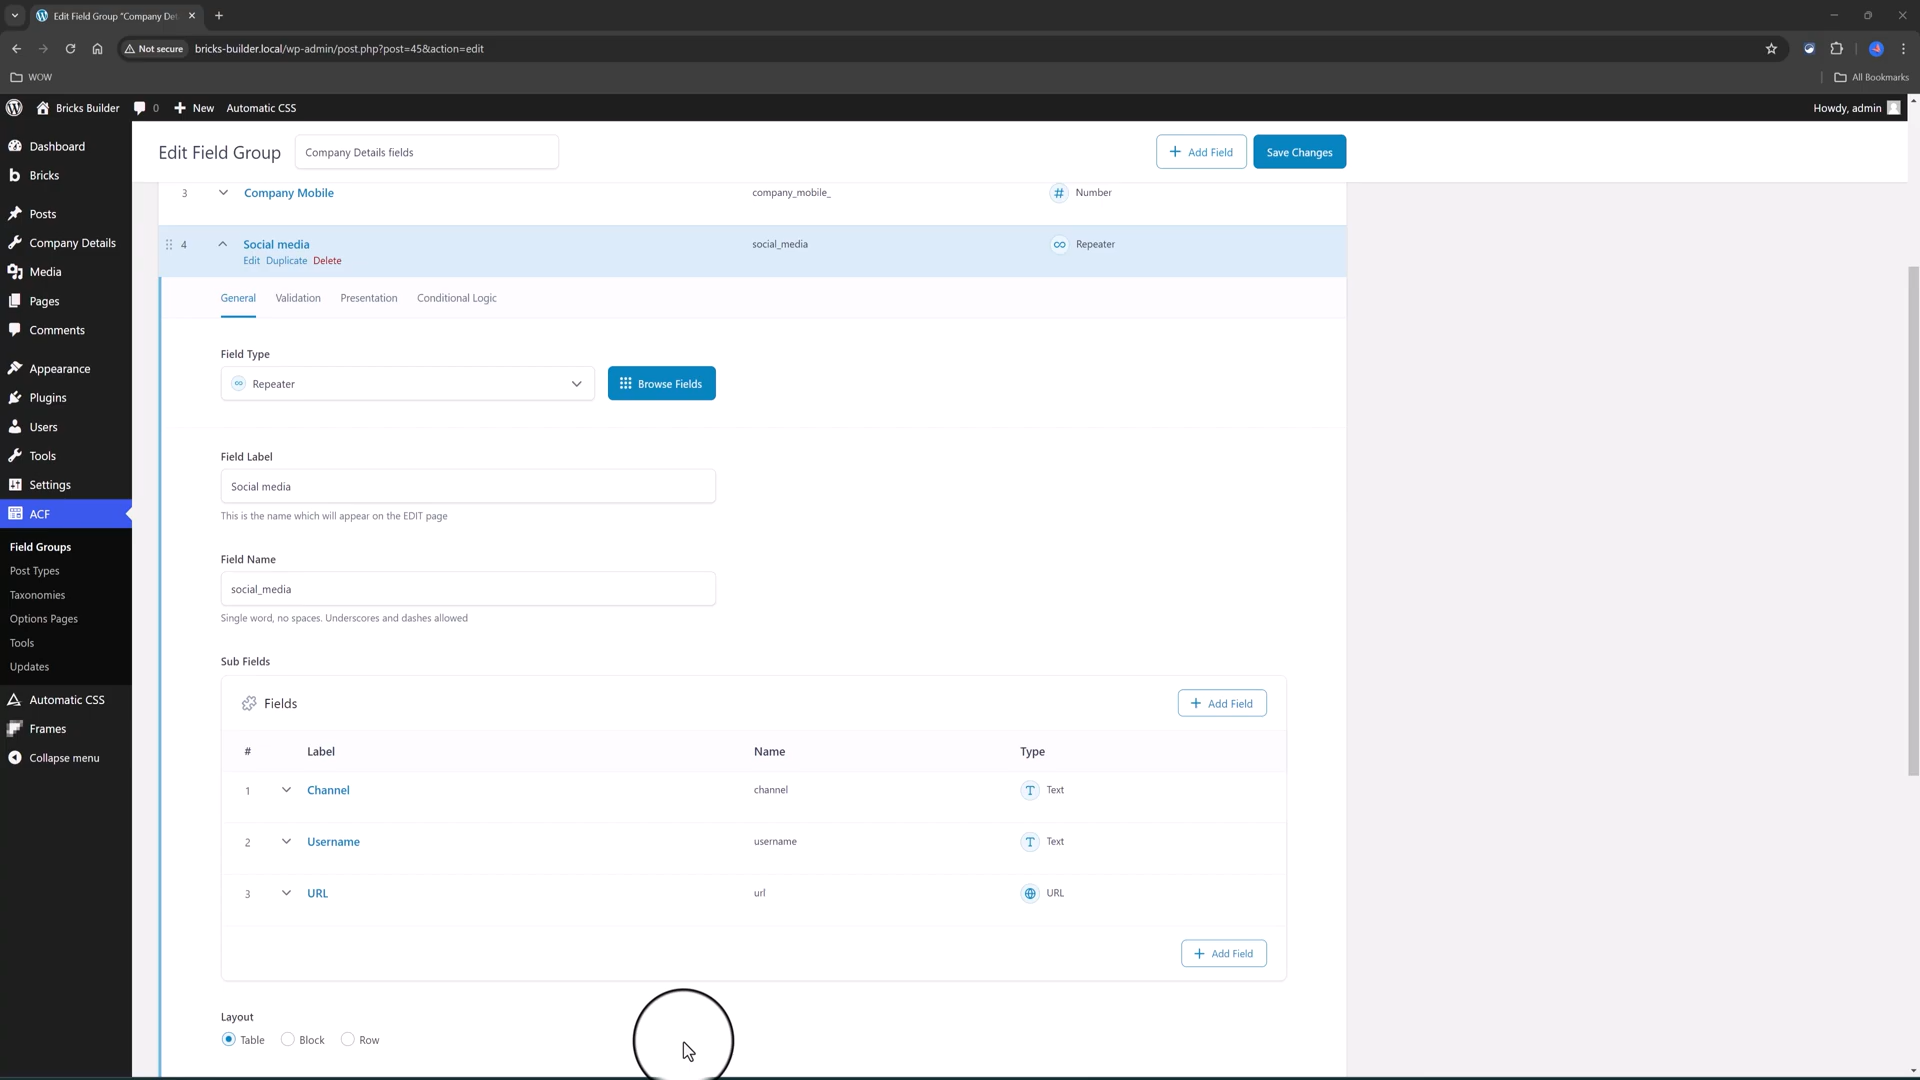 Edit Field Group "Company Det
Not secure
bricks-builder.local/wp-admin/post.php?post=45&action=edit
WOW
All Bookmarks
Bricks Builder
0
New
Automatic CSS
Howdy, admin
Dashboard
Bricks
Posts
Company Details
Media
Pages
Comments
Appearance
Plugins
Users
Tools
Settings
ACF
Field Groups
Post Types
Taxonomies
Options Pages
Tools
Updates
Automatic CSS
Frames
Collapse menu
Edit Field Group
Company Details fields
+ Add Field
Save Changes
3 Company Mobile company_mobile_ # Number
4 Social media social_media Repeater
Edit Duplicate Delete
General Validation Presentation Conditional Logic
Field Type
Repeater
Browse Fields
Field Label
Social media
This is the name which will appear on the EDIT page
Field Name
social_media
Single word, no spaces. Underscores and dashes allowed
Sub Fields
Fields
+ Add Field
# Label Name Type
1 Channel channel T Text
2 Username username T Text
3 URL url URL
+ Add Field
Layout
Table Block Row